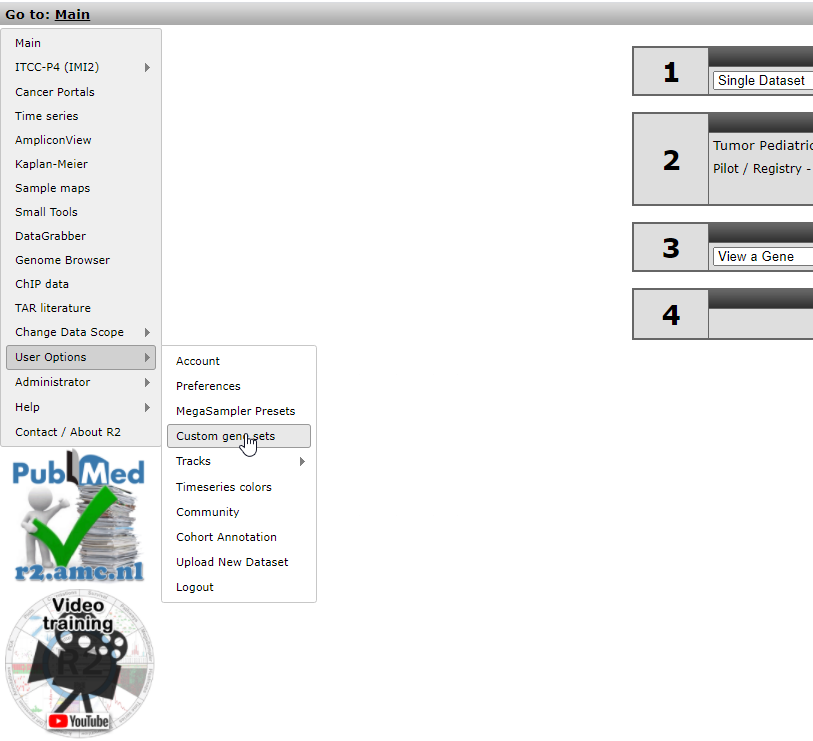 Go to: Main
Main
ITCC-P4 (IMI2)
Cancer Portals
Time series
AmpliconView
Kaplan-Meier
Sample maps
Small Tools
DataGrabber
Genome Browser
ChIP data
TAR literature
Change Data Scope
User Options
Administrator
Help
Contact / About R2
Account
Preferences
MegaSampler Presets
Custom gene sets
Tracks
Timeseries colors
Community
Cohort Annotation
Upload New Dataset
Logout
1
Single Dataset
2
Tumor Pediatric
Pilot / Registry -
3
View a Gene
4
PubMed
r2.amc.nl
Video
training
R2
YouTube